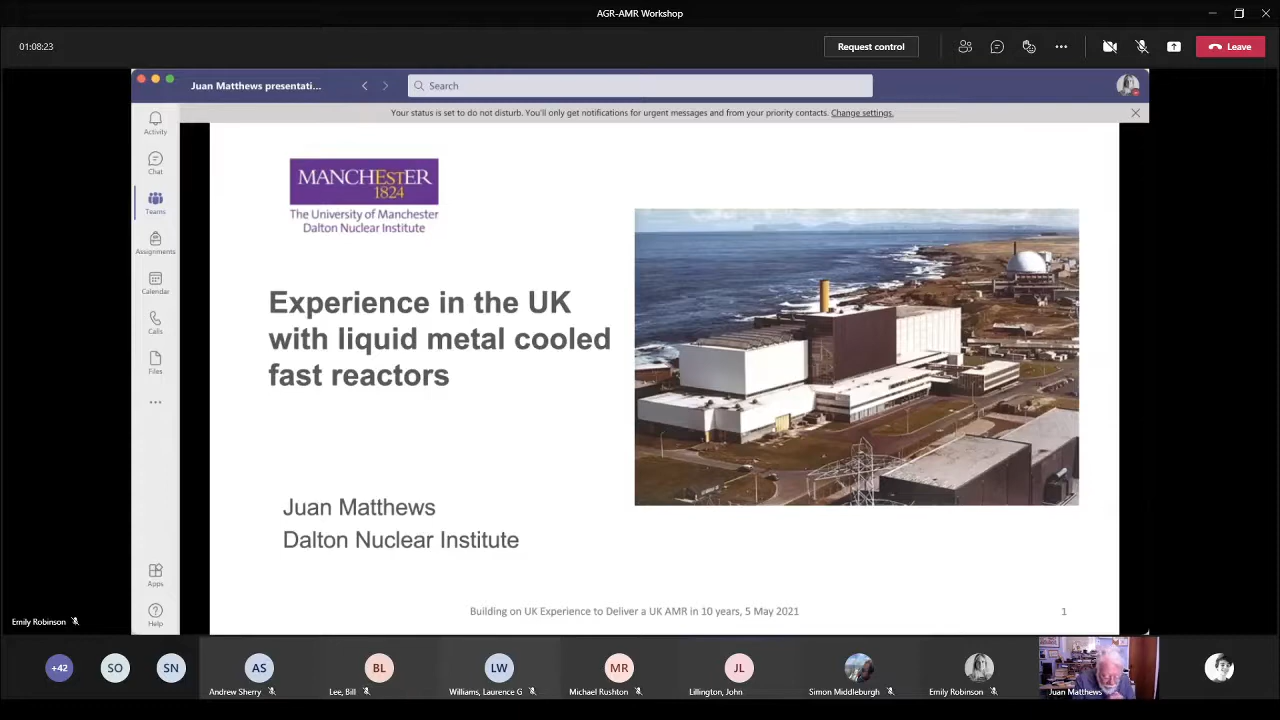 AGR-AMR Workshop
01:08:23
Request control
Leave
Juan Matthews presentati...
Search
Your status is set to do not disturb. You'll only get notifications for urgent messages and from your priority contacts. Change settings.
Activity
Chat
Teams
Assignments
Calendar
Calls
Files
Apps
Help
MANCHESTER
1824
The University of Manchester
Dalton Nuclear Institute
Experience in the UK
with liquid metal cooled
fast reactors
Juan Matthews
Dalton Nuclear Institute
Building on UK Experience to Deliver a UK AMR in 10 years, 5 May 2021
1
Emily Robinson
+42
SO
SN
AS
BL
LW
MR
JL
Andrew Sherry
Lee, Bill
Williams, Laurence G
Michael Rushton
Lillington, John
Simon Middleburgh
Emily Robinson
Juan Matthews